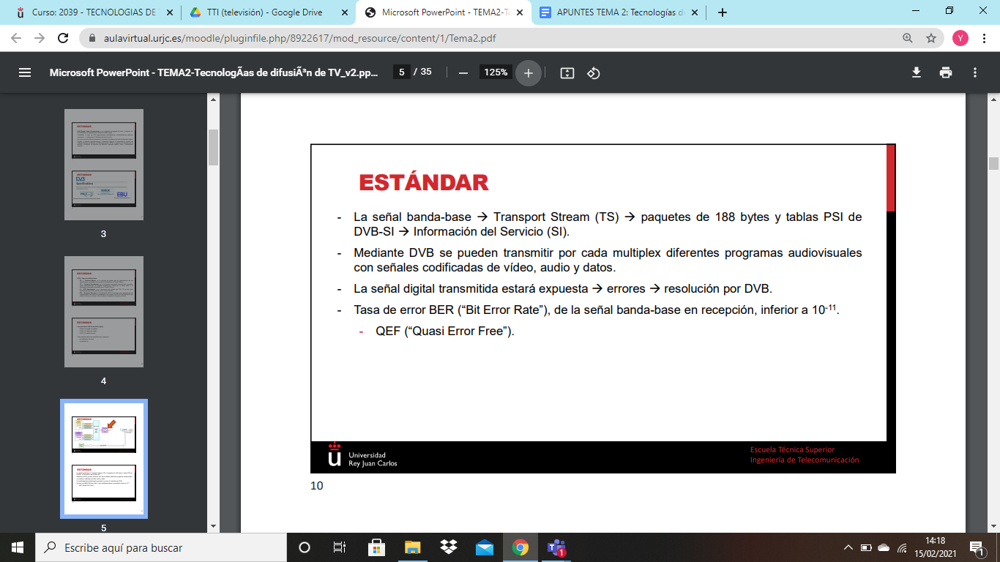 Curso: 2039 - TECNOLOGIAS DE
TTI (televisión) - Google Drive
Microsoft PowerPoint - TEMA2-T
APUNTES TEMA 2: Tecnologías d
aulavirtual.urjc.es/moodle/pluginfile.php/8922617/mod_resource/content/1/Tema2.pdf
Y
Microsoft PowerPoint - TEMA2-TecnologÃas de difusiÃ³n de TV_v2.pp...
5 / 35
125%
3
4
5
ESTÁNDAR
- La señal banda-base → Transport Stream (TS) → paquetes de 188 bytes y tablas PSI de
DVB-SI → Información del Servicio (SI).
- Mediante DVB se pueden transmitir por cada multiplex diferentes programas audiovisuales
con señales codificadas de vídeo, audio y datos.
- La señal digital transmitida estará expuesta → errores → resolución por DVB.
- Tasa de error BER (“Bit Error Rate”), de la señal banda-base en recepción, inferior a 10⁻¹¹.
- QEF (“Quasi Error Free”).
Universidad
Rey Juan Carlos
Escuela Técnica Superior
Ingeniería de Telecomunicación
10
Escribe aquí para buscar
1
14:18
15/02/2021
1